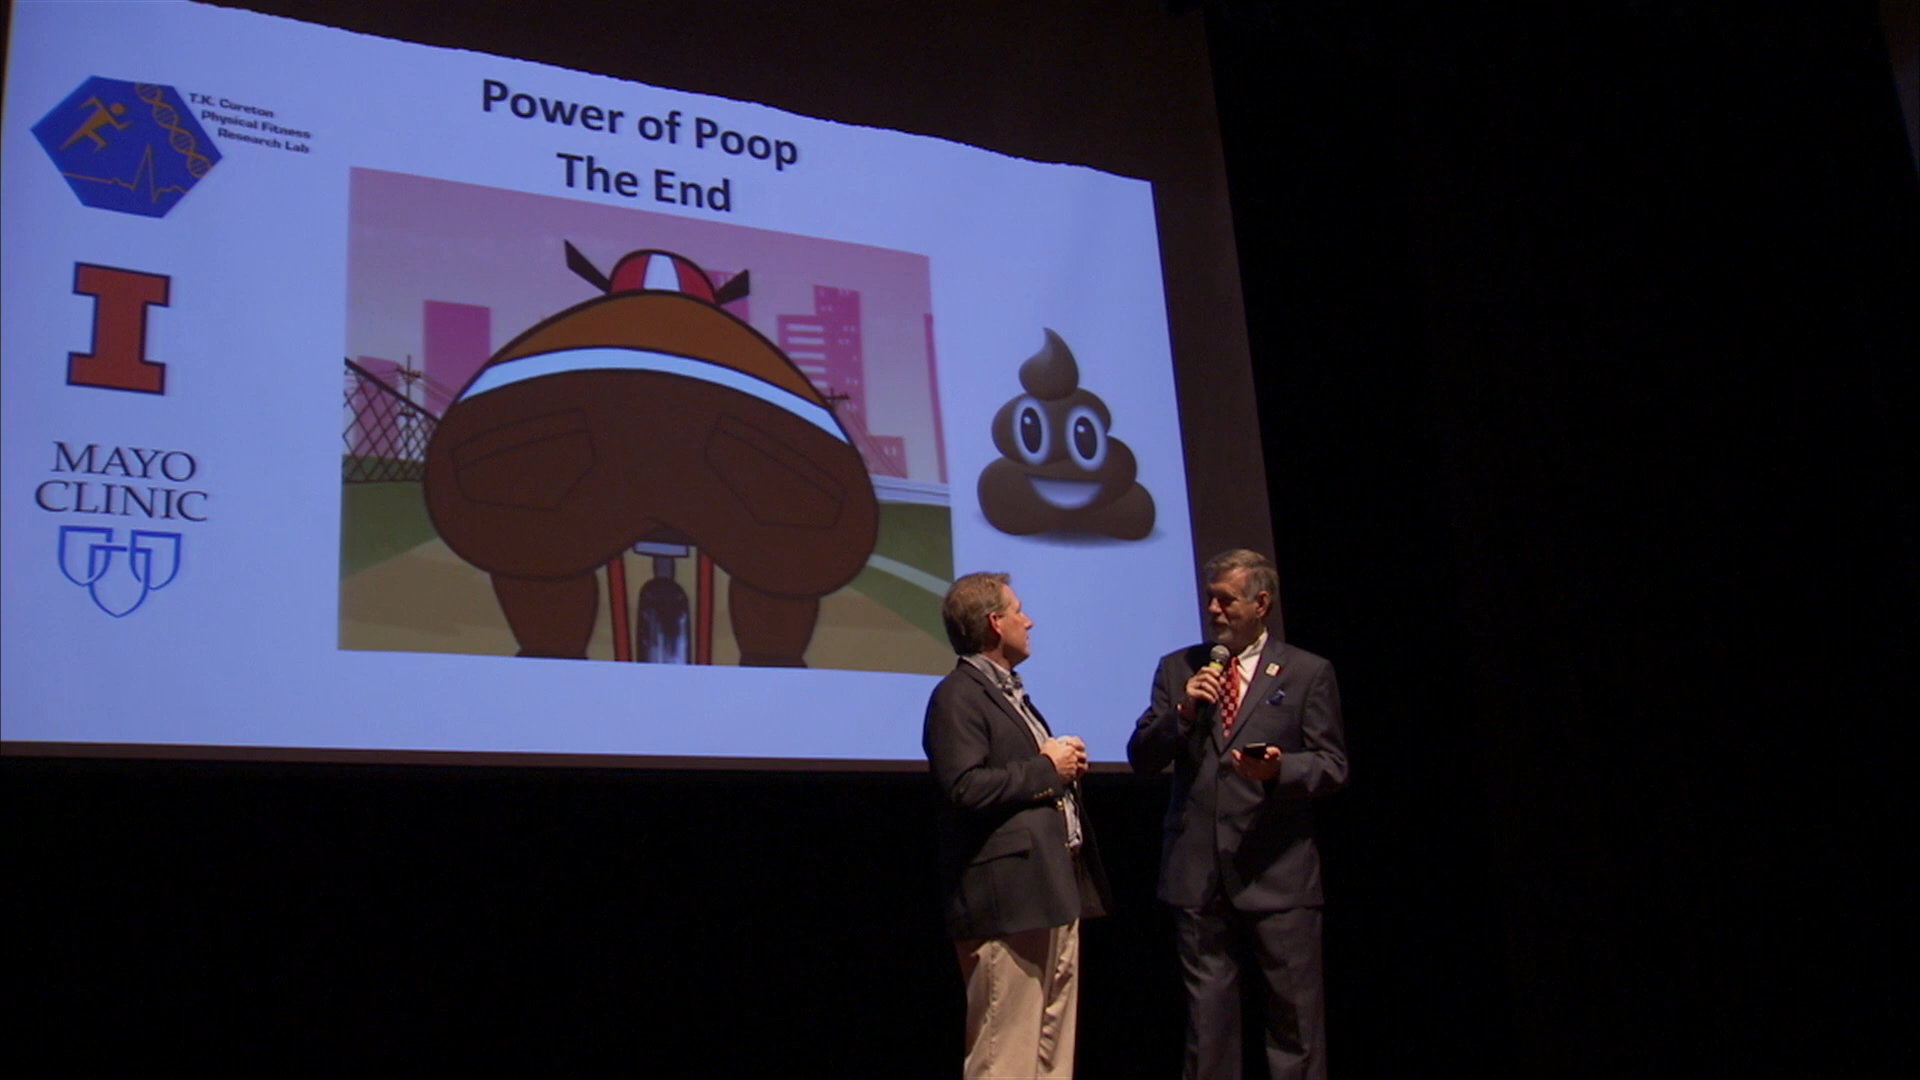 T.K. Cureton
Physical Fitness
Research Lab
Power of Poop
The End
I
MAYO
CLINIC